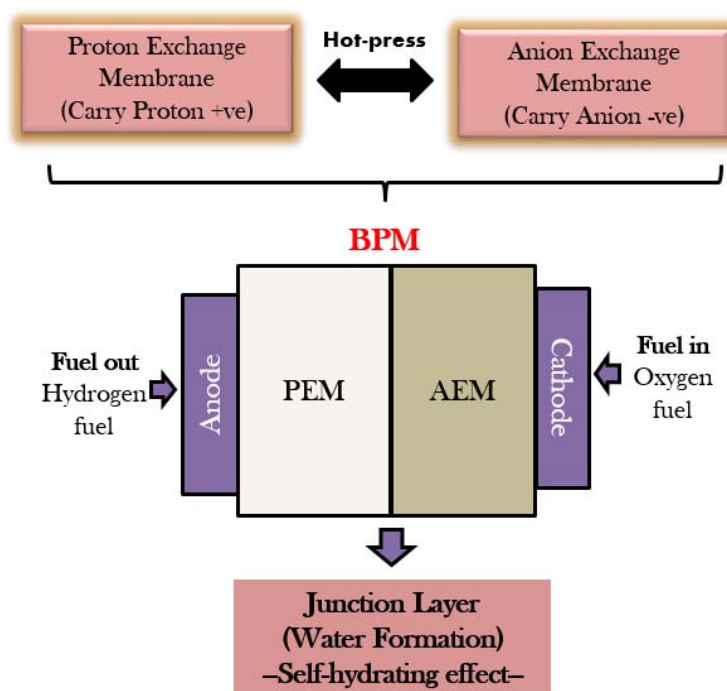 Proton Exchange
Membrane
(Carry Proton +ve)
Hot-press
Anion Exchange
Membrane
(Carry Anion -ve)
BPM
Fuel out
Hydrogen
fuel
Anode
PEM
AEM
Cathode
Fuel in
Oxygen
fuel
Junction Layer
(Water Formation)
–Self-hydrating effect–